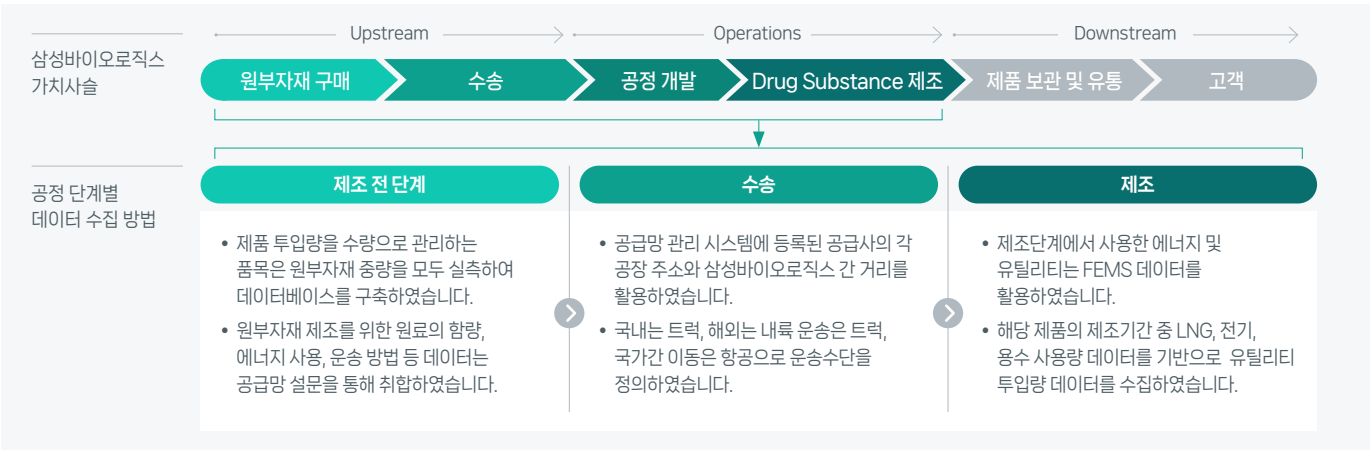 삼성바이오로직스
가치사슬
Upstream
Operations
Downstream
원부자재 구매
수송
공정 개발
Drug Substance 제조
제품 보관 및 유통
고객
공정 단계별
데이터 수집 방법
제조 전 단계
• 제품 투입량을 수량으로 관리하는
품목은 원부자재 중량을 모두 실측하여
데이터베이스를 구축하였습니다.
• 원부자재 제조를 위한 원료의 함량,
에너지 사용, 운송 방법 등 데이터는
공급망 설문을 통해 취합하였습니다.
수송
• 공급망 관리 시스템에 등록된 공급사의 각
공장 주소와 삼성바이오로직스 간 거리를
활용하였습니다.
• 국내는 트럭, 해외는 내륙 운송은 트럭,
국가간 이동은 항공으로 운송수단을
정의하였습니다.
제조
• 제조단계에서 사용한 에너지 및
유틸리티는 FEMS 데이터를
활용하였습니다.
• 해당 제품의 제조기간 중 LNG, 전기,
용수 사용량 데이터를 기반으로 유틸리티
투입량 데이터를 수집하였습니다.